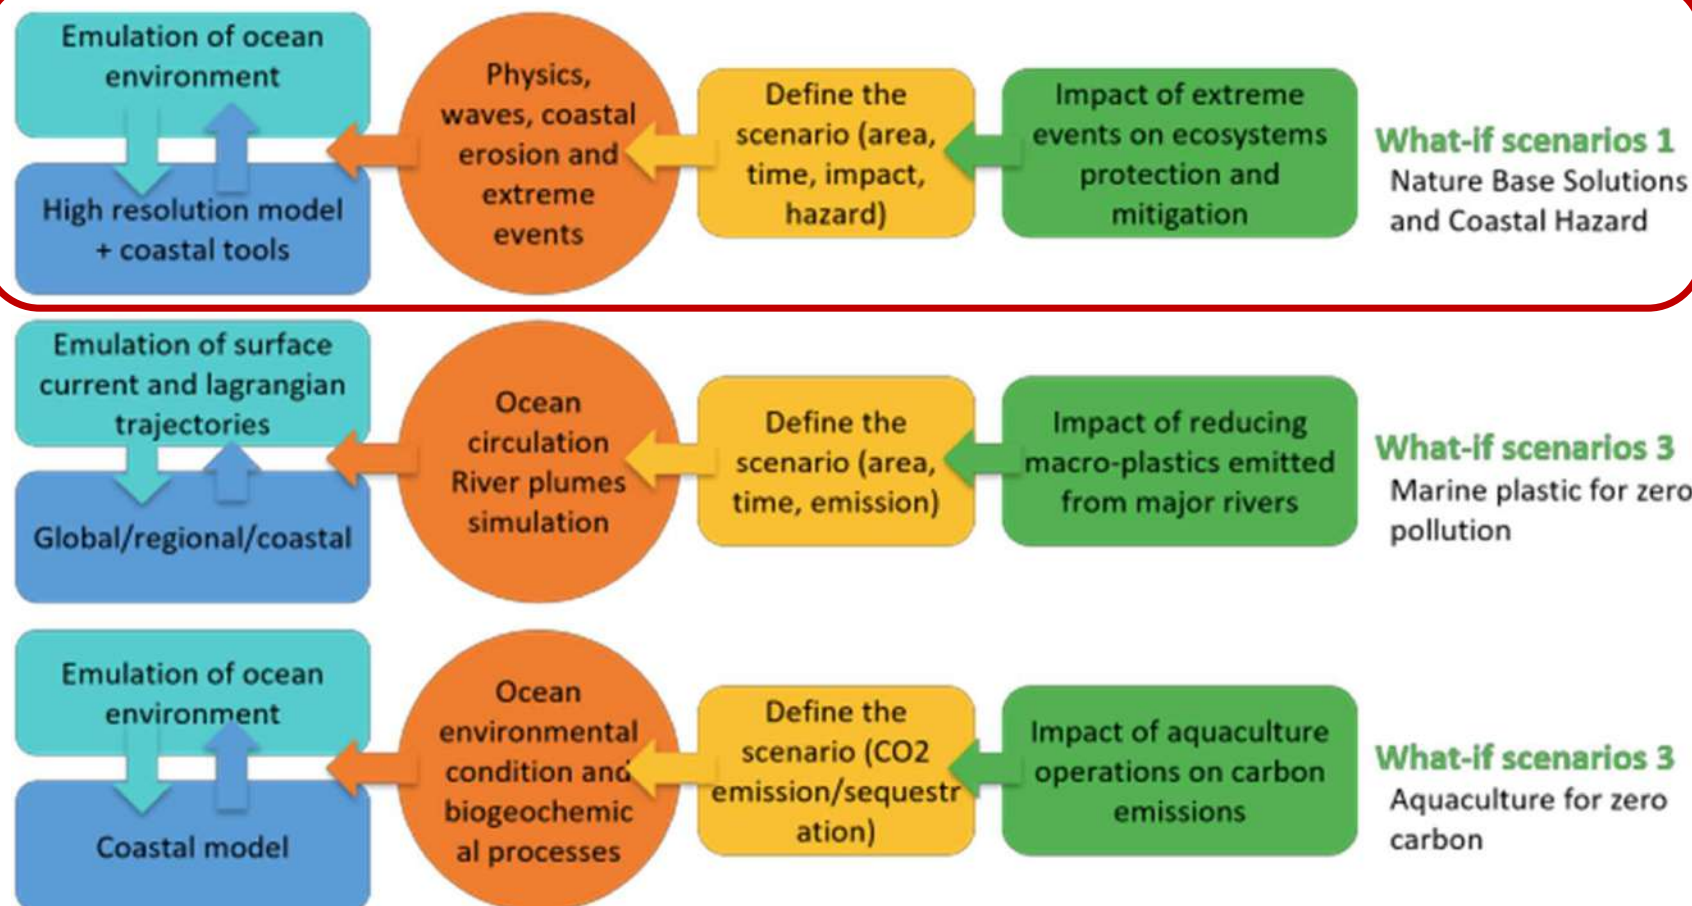 Emulation of ocean
environment
High resolution model
+ coastal tools
Physics,
waves, coastal
erosion and
extreme
events
Define the
scenario (area,
time, impact,
hazard)
Impact of extreme
events on ecosystems
protection and
mitigation
What-if scenarios 1
Nature Base Solutions
and Coastal Hazard
Emulation of surface
current and lagrangian
trajectories
Global/regional/coastal
Ocean
circulation
River plumes
simulation
Define the
scenario (area,
time, emission)
Impact of reducing
macro-plastics emitted
from major rivers
What-if scenarios 3
Marine plastic for zero
pollution
Emulation of ocean
environment
Coastal model
Ocean
environmental
condition and
biogeochemic
al processes
Define the
scenario (CO2
emission/sequestr
ation)
Impact of aquaculture
operations on carbon
emissions
What-if scenarios 3
Aquaculture for zero
carbon